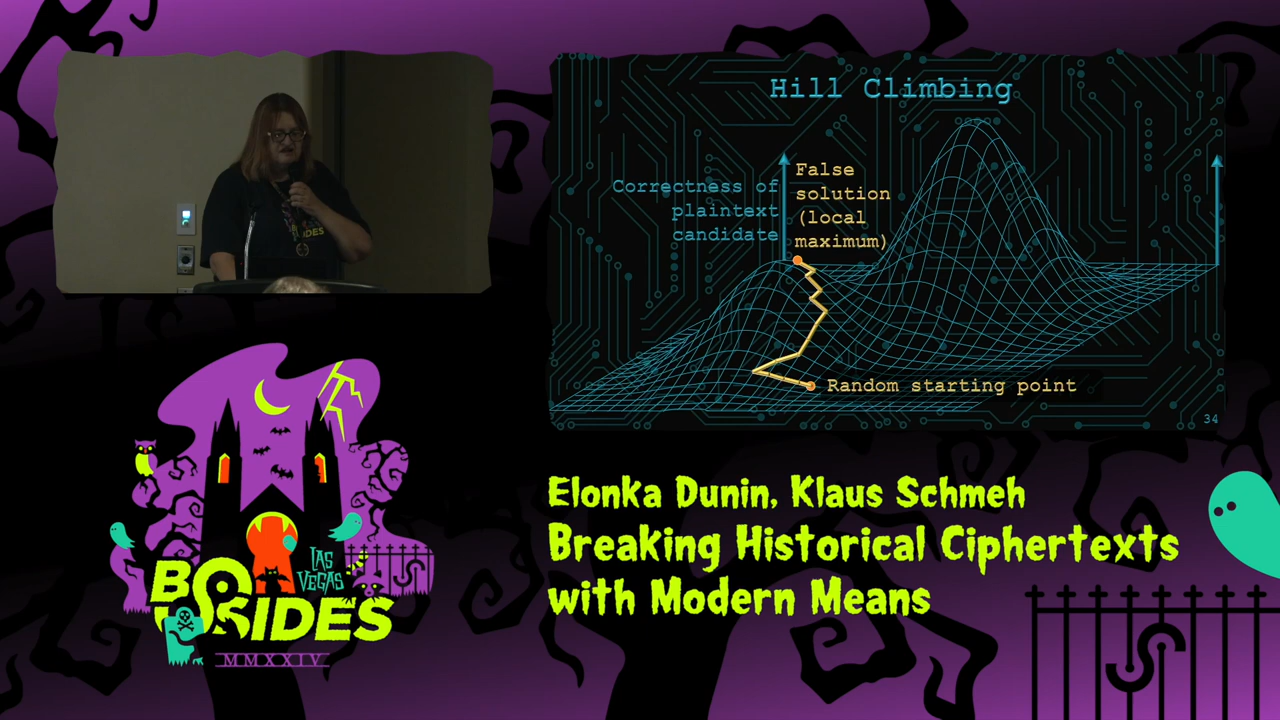 Hill Climbing
Correctness of
plaintext
candidate
False
solution
(local
maximum)
Random starting point
34
LAS
VEGAS
BSIDES
MMXXIV
Elonka Dunin, Klaus Schmeh
Breaking Historical Ciphertexts
with Modern Means